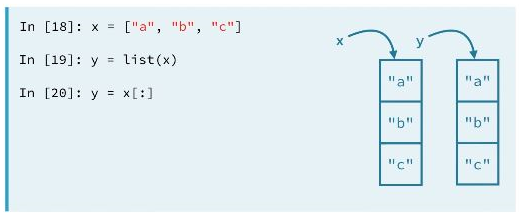 In [18]: x = ["a", "b", "c"]
In [19]: y = list(x)
In [20]: y = x[:]
x y
"a" "a"
"b" "b"
"c" "c"